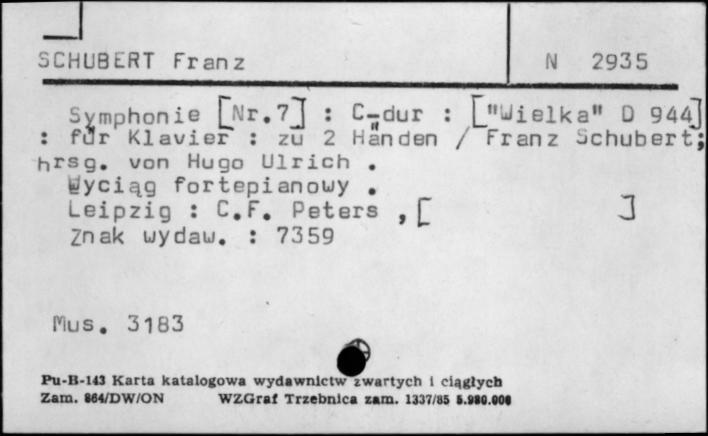 SCHUBERT Franz
N 2935
Symphonie [Nr.7] : C-dur : ["Wielka" D 944]
: für Klavier : zu 2 Händen / Franz Schubert;
hrsg. von Hugo Ulrich .
Wyciąg fortepianowy .
Leipzig : C.F. Peters , [ ]
Znak wydaw. : 7359
Mus. 3183
Pu-B-143 Karta katalogowa wydawnictw zwartych i ciągłych
Zam. 864/DW/ON WZGraf Trzebnica zam. 1337/85 5.980.000